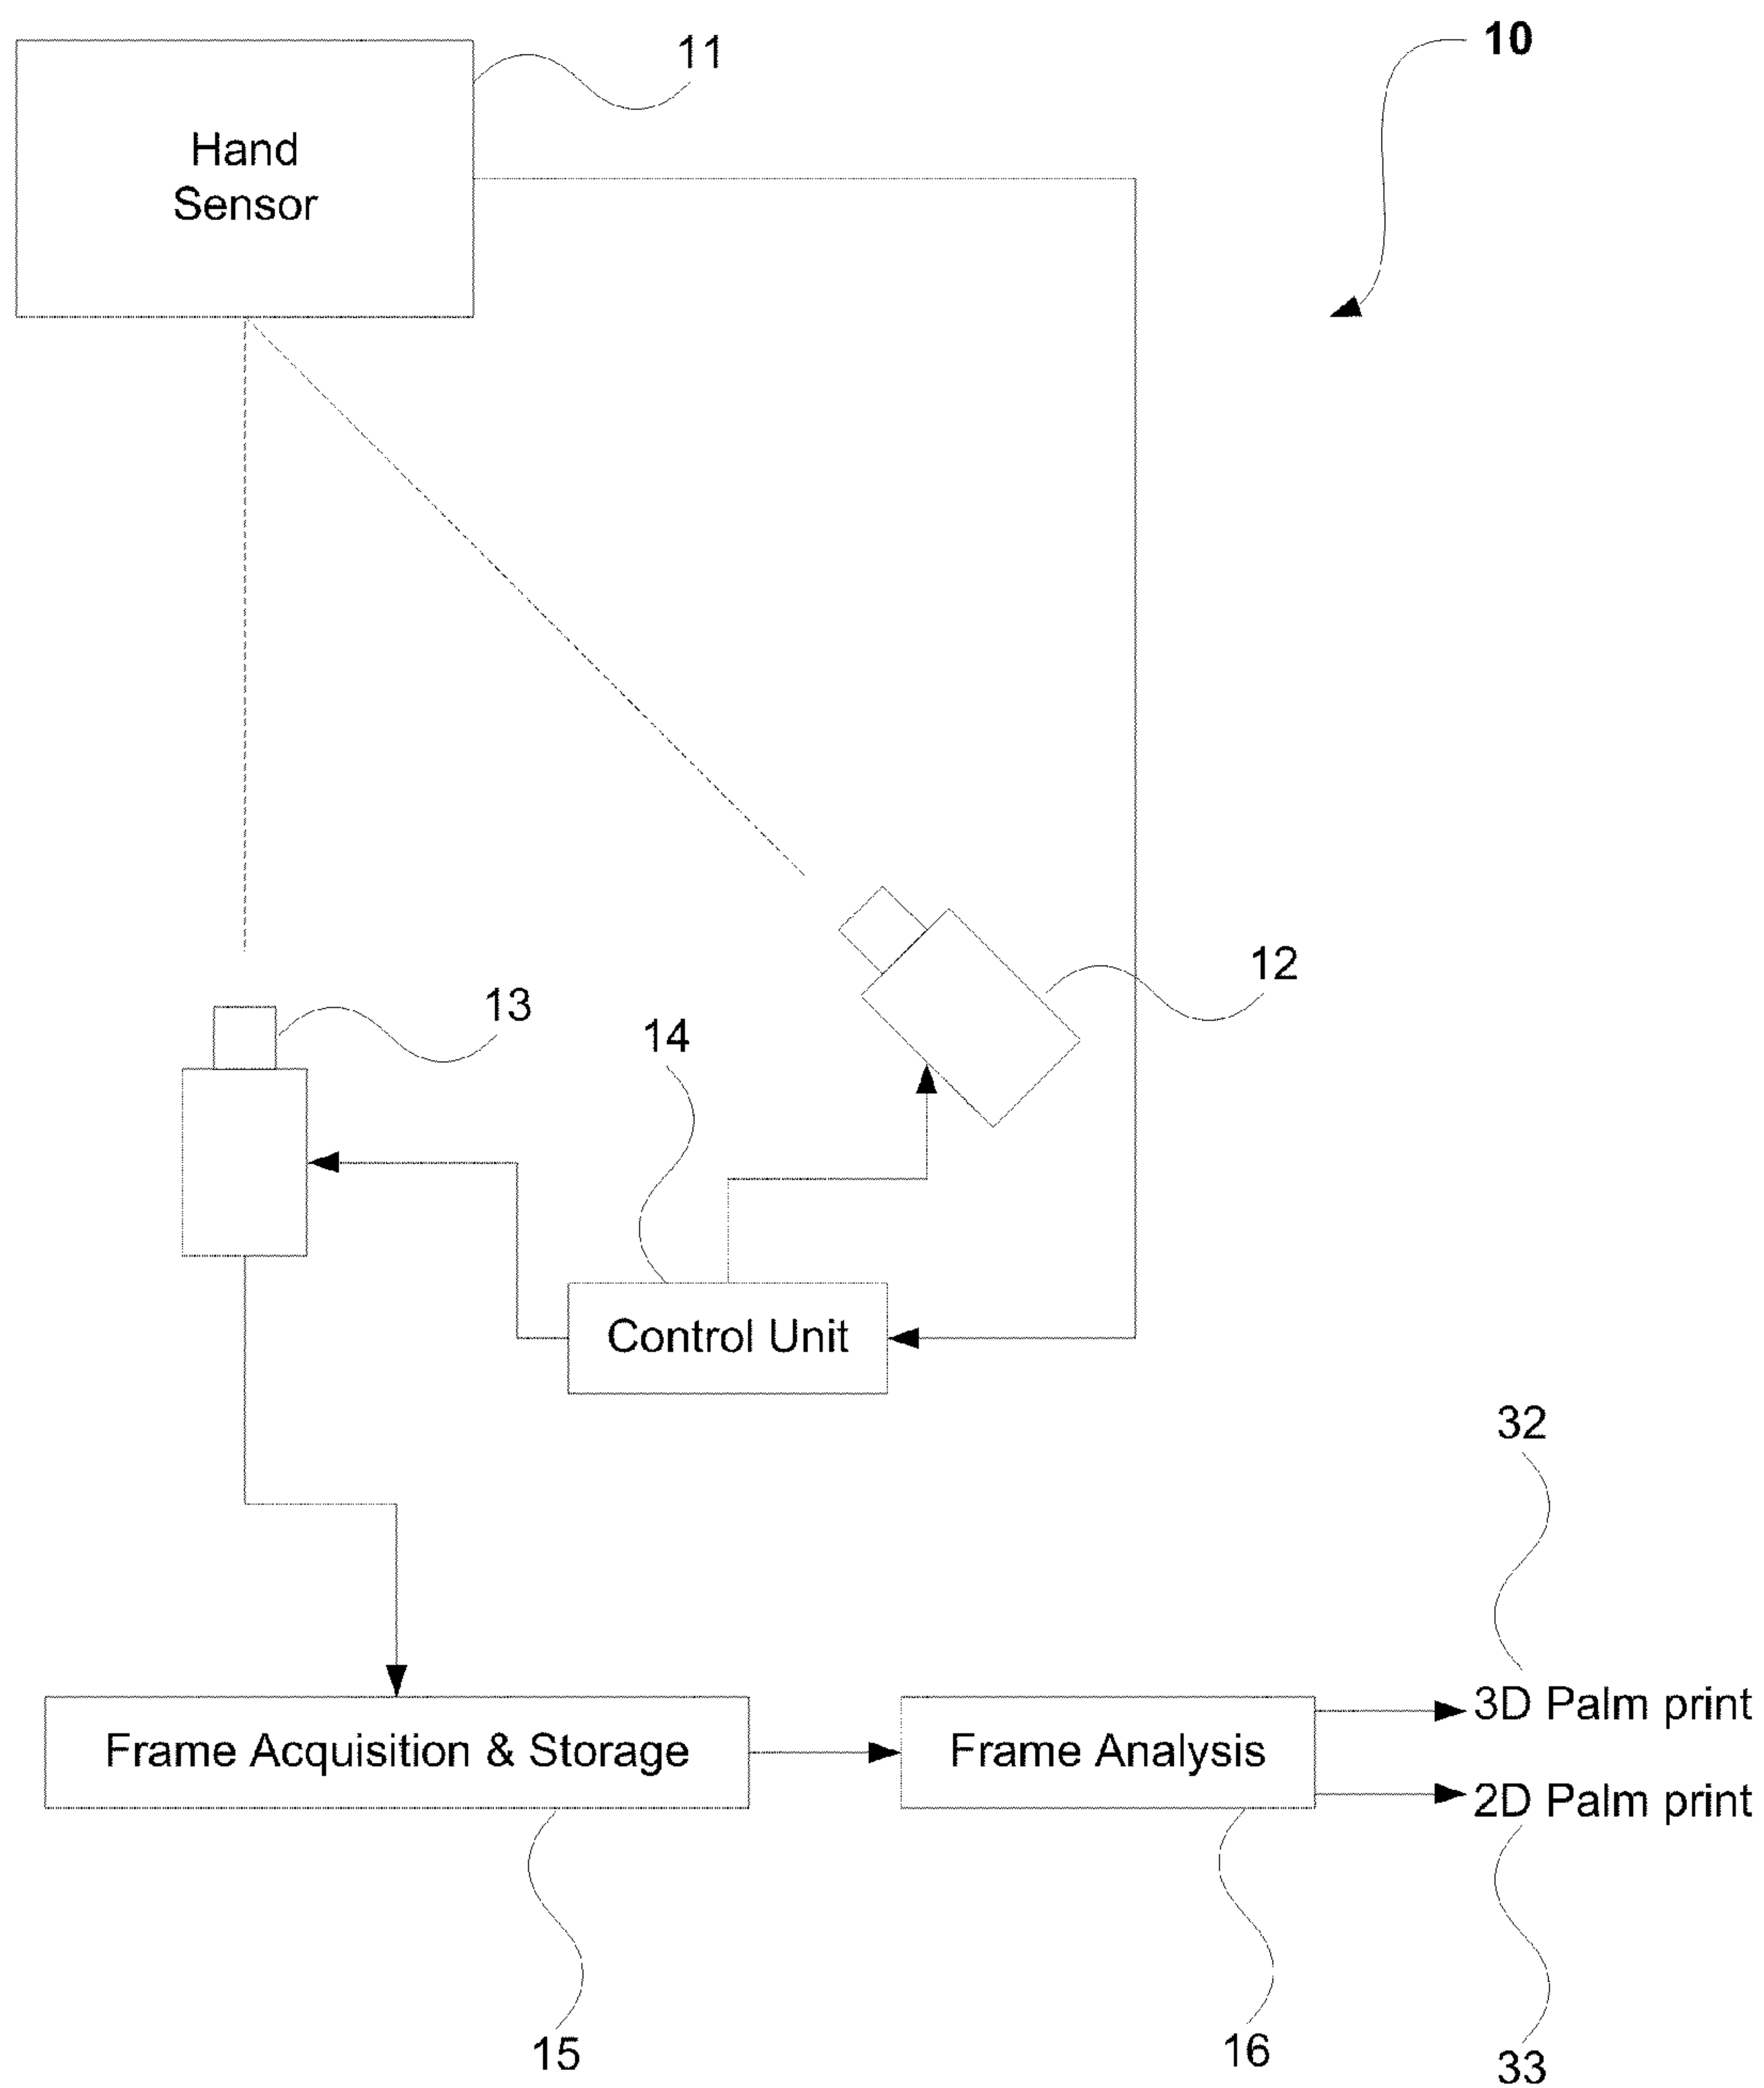 10
11
Hand
Sensor
12
13
14
Control Unit
32
3D Palm print
Frame Acquisition & Storage
Frame Analysis
2D Palm print
15
16
33